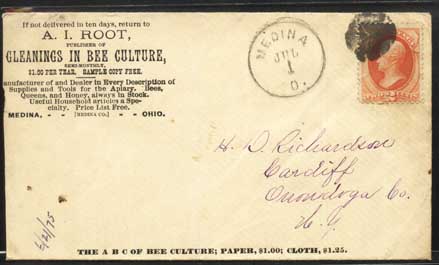 If not delivered in ten days, return to
A. I. ROOT,
PUBLISHER OF
GLEANINGS IN BEE CULTURE,
SEMI-MONTHLY,
$1.00 PER YEAR. SAMPLE COPY FREE.
anufacturer of and Dealer in Every Description of
Supplies and Tools for the Apiary. Bees,
Queens, and Honey, always in Stock.
Useful Household articles a Spe-
cialty. Price List Free.
MEDINA, - - [MEDINA CO.] - - OHIO.
MEDINA
JUL
1
O.
H. D. Richardson
Cardiff
Onondaga Co.
N. Y.
THE A B C OF BEE CULTURE; PAPER, $1.00; CLOTH, $1.25.